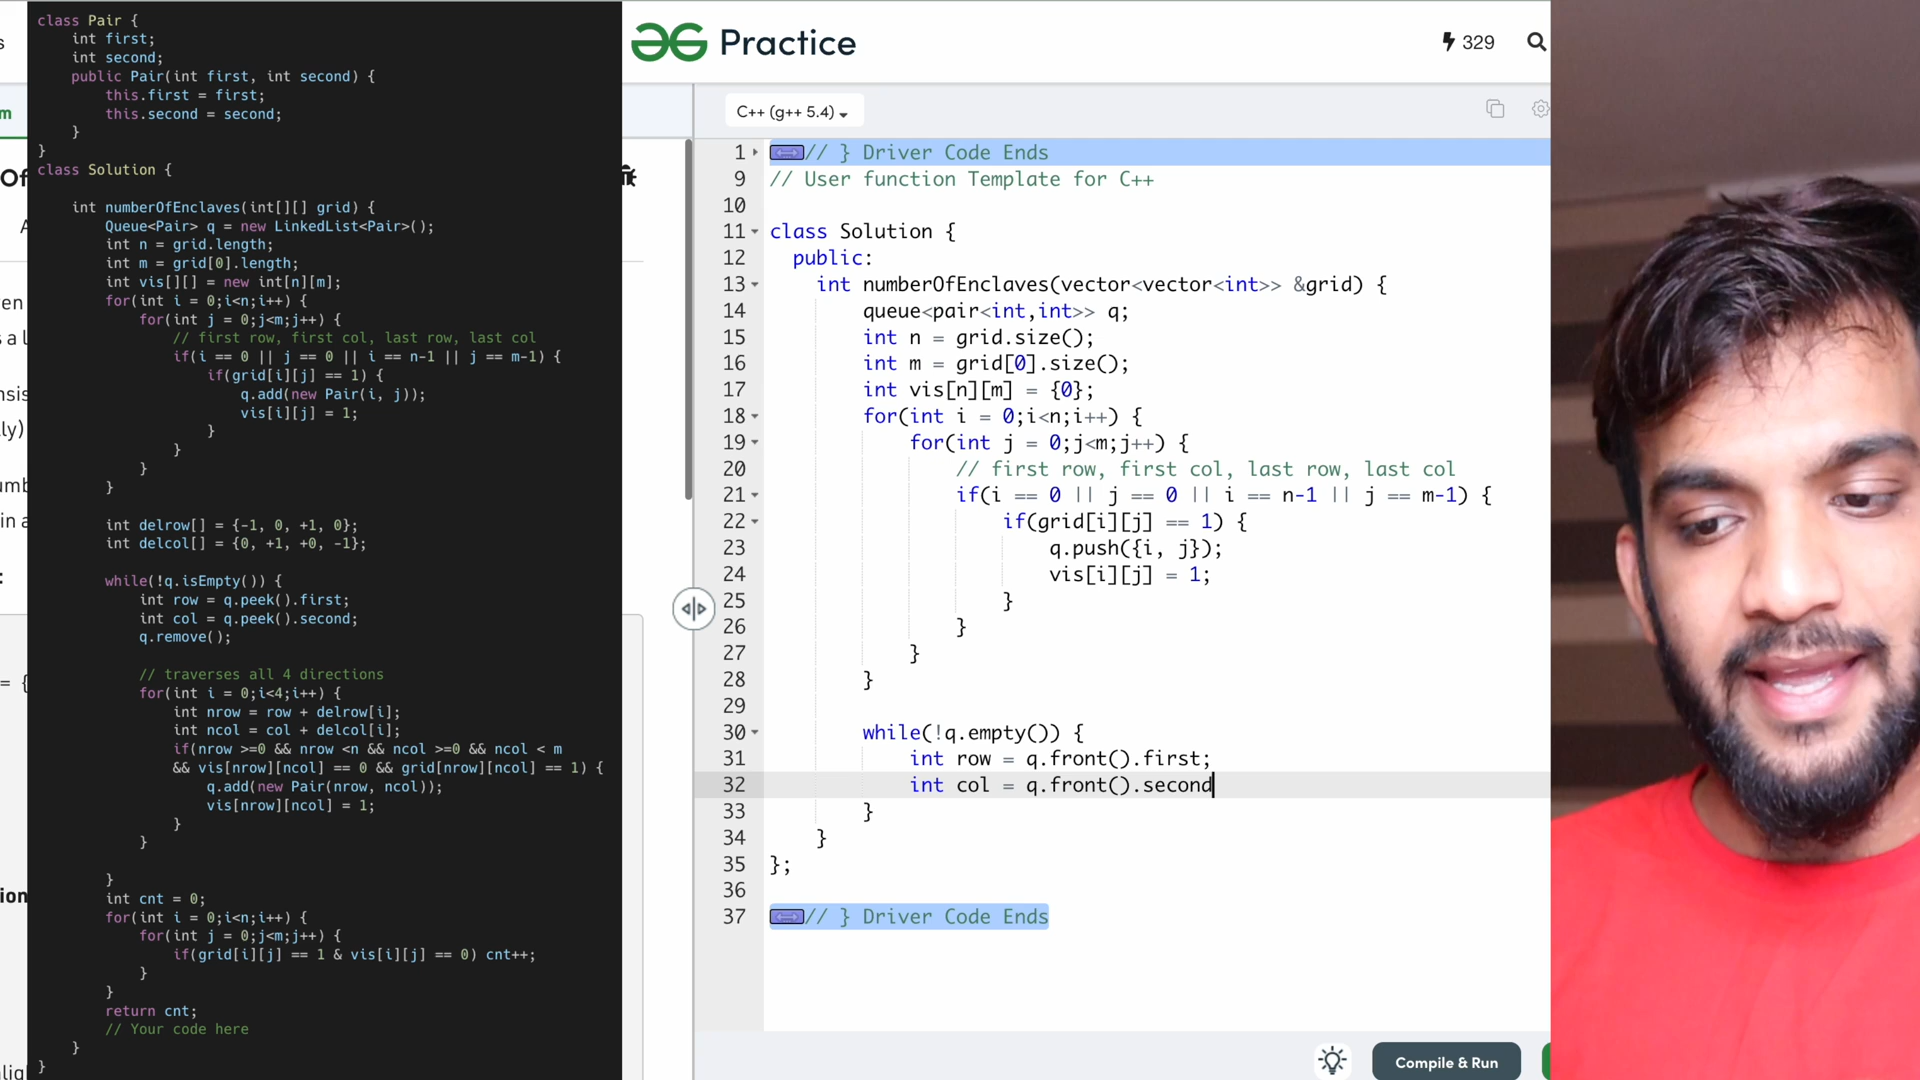 class Pair {
int first;
int second;
public Pair(int first, int second) {
this.first = first;
this.second = second;
}
}
class Solution {
int numberOfEnclaves(int[][] grid) {
Queue<Pair> q = new LinkedList<Pair>();
int n = grid.length;
int m = grid[0].length;
int vis[][] = new int[n][m];
for(int i = 0;i<n;i++) {
for(int j = 0;j<m;j++) {
// first row, first col, last row, last col
if(i == 0 || j == 0 || i == n-1 || j == m-1) {
if(grid[i][j] == 1) {
q.add(new Pair(i, j));
vis[i][j] = 1;
}
}
}
}
int delrow[] = {-1, 0, +1, 0};
int delcol[] = {0, +1, +0, -1};
while(!q.isEmpty()) {
int row = q.peek().first;
int col = q.peek().second;
q.remove();
// traverses all 4 directions
for(int i = 0;i<4;i++) {
int nrow = row + delrow[i];
int ncol = col + delcol[i];
if(nrow >=0 && nrow <n && ncol >=0 && ncol < m
&& vis[nrow][ncol] == 0 && grid[nrow][ncol] == 1) {
q.add(new Pair(nrow, ncol));
vis[nrow][ncol] = 1;
}
}
}
int cnt = 0;
for(int i = 0;i<n;i++) {
for(int j = 0;j<m;j++) {
if(grid[i][j] == 1 & vis[i][j] == 0) cnt++;
}
}
return cnt;
// Your code here
}
}
Practice
329
C++ (g++ 5.4)
1 // } Driver Code Ends
9 // User function Template for C++
10
11 class Solution {
12 public:
13 int numberOfEnclaves(vector<vector<int>> &grid) {
14 queue<pair<int,int>> q;
15 int n = grid.size();
16 int m = grid[0].size();
17 int vis[n][m] = {0};
18 for(int i = 0;i<n;i++) {
19 for(int j = 0;j<m;j++) {
20 // first row, first col, last row, last col
21 if(i == 0 || j == 0 || i == n-1 || j == m-1) {
22 if(grid[i][j] == 1) {
23 q.push({i, j});
24 vis[i][j] = 1;
25 }
26 }
27 }
28 }
29
30 while(!q.empty()) {
31 int row = q.front().first;
32 int col = q.front().second
33 }
34 }
35 };
36
37 // } Driver Code Ends
Compile & Run